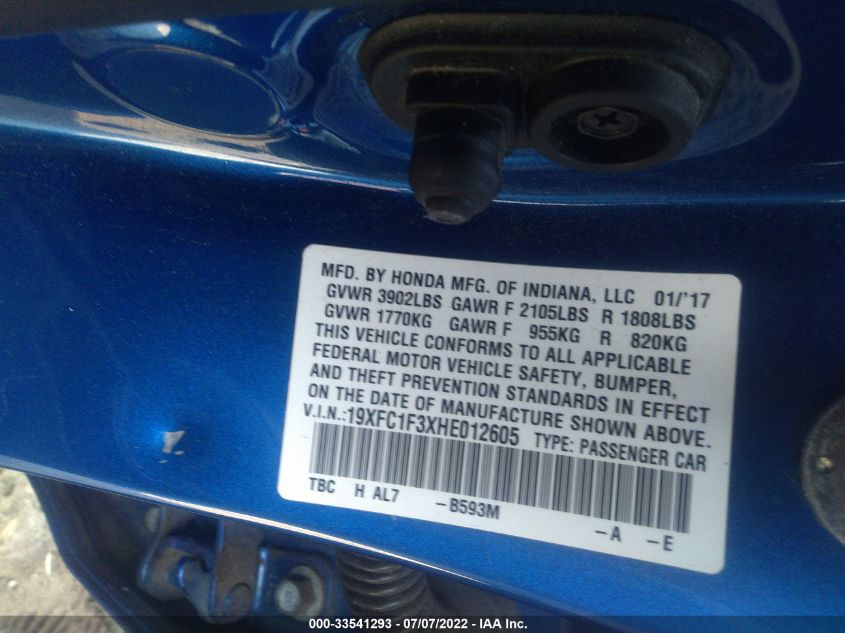 MFD. BY HONDA MFG. OF INDIANA, LLC 01/'17
GVWR 3902LBS GAWR F 2105LBS R 1808LBS
GVWR 1770KG GAWR F 955KG R 820KG
THIS VEHICLE CONFORMS TO ALL APPLICABLE
FEDERAL MOTOR VEHICLE SAFETY, BUMPER,
AND THEFT PREVENTION STANDARDS IN EFFECT
ON THE DATE OF MANUFACTURE SHOWN ABOVE.
V.I.N.:19XFC1F3XHE012605 TYPE: PASSENGER CAR
TBC H AL7 -B593M
-A -E
000-33541293 - 07/07/2022 - IAA Inc.